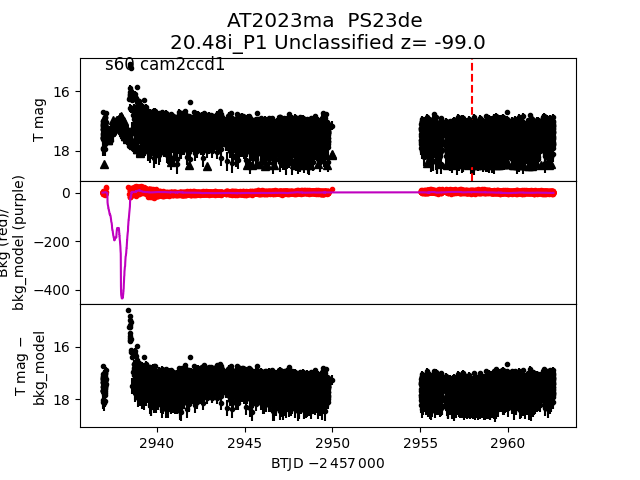 AT2023ma  PS23de
20.48i_P1 Unclassified z= -99.0
s60 cam2ccd1
T mag
16
18
Bkg (red)/
bkg_model (purple)
0
−200
−400
T mag −
bkg_model
16
18
2940
2945
2950
2955
2960
BTJD −2 457 000